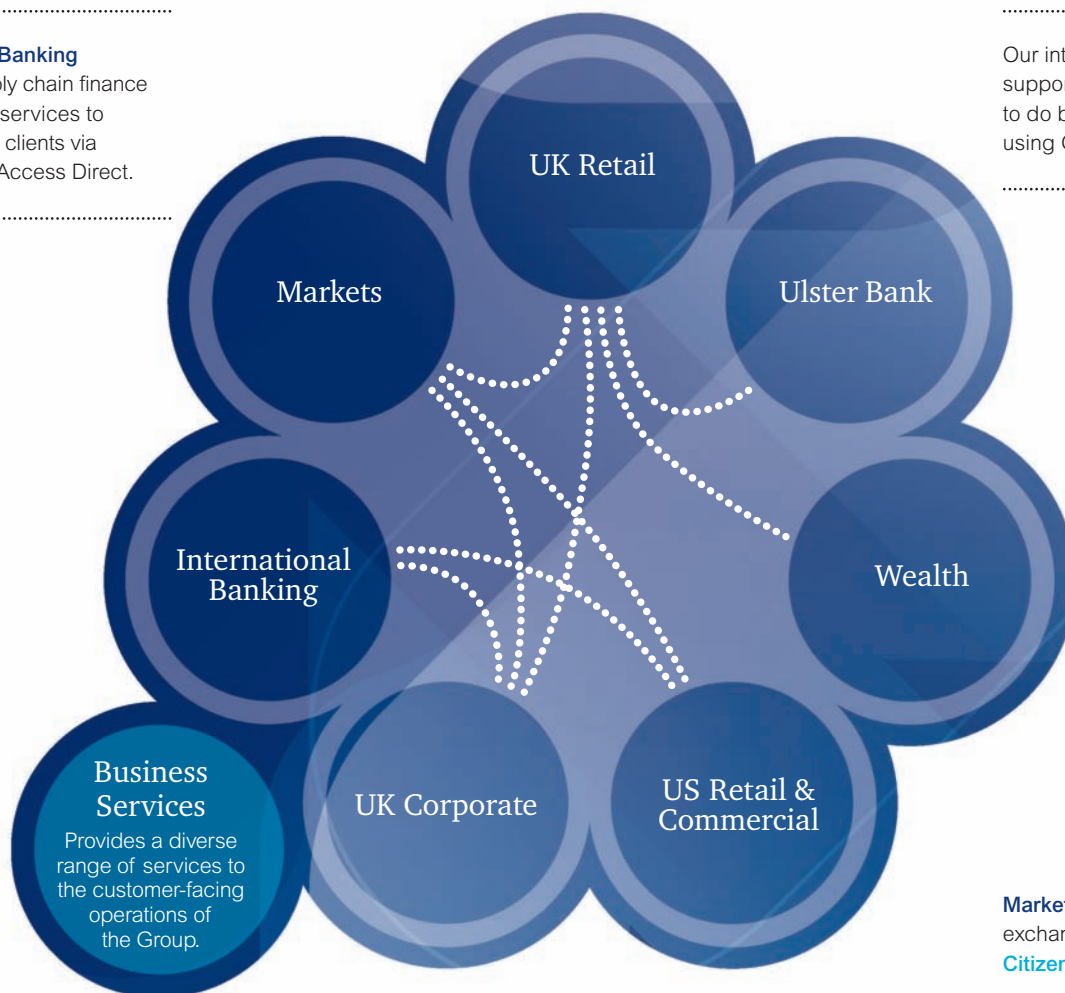 Banking
ly chain finance
services to
clients via
Access Direct.
Our int
suppor
to do b
using
UK Retail
Markets
Ulster Bank
International
Banking
Wealth
Business
Services
Provides a diverse
range of services to
the customer-facing
operations of
the Group.
UK Corporate
US Retail &
Commercial
Market
exchar
Citizen